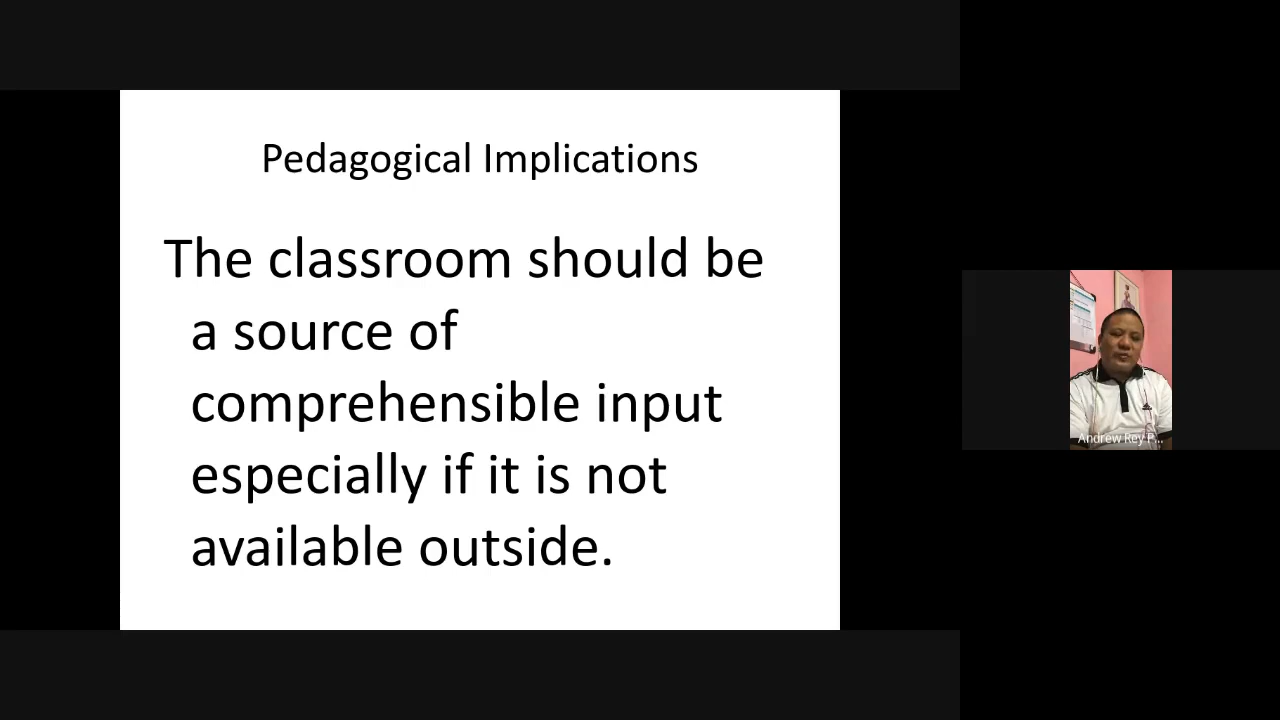 Pedagogical Implications
The classroom should be
a source of
comprehensible input
especially if it is not
available outside.
Andrew Rey P...